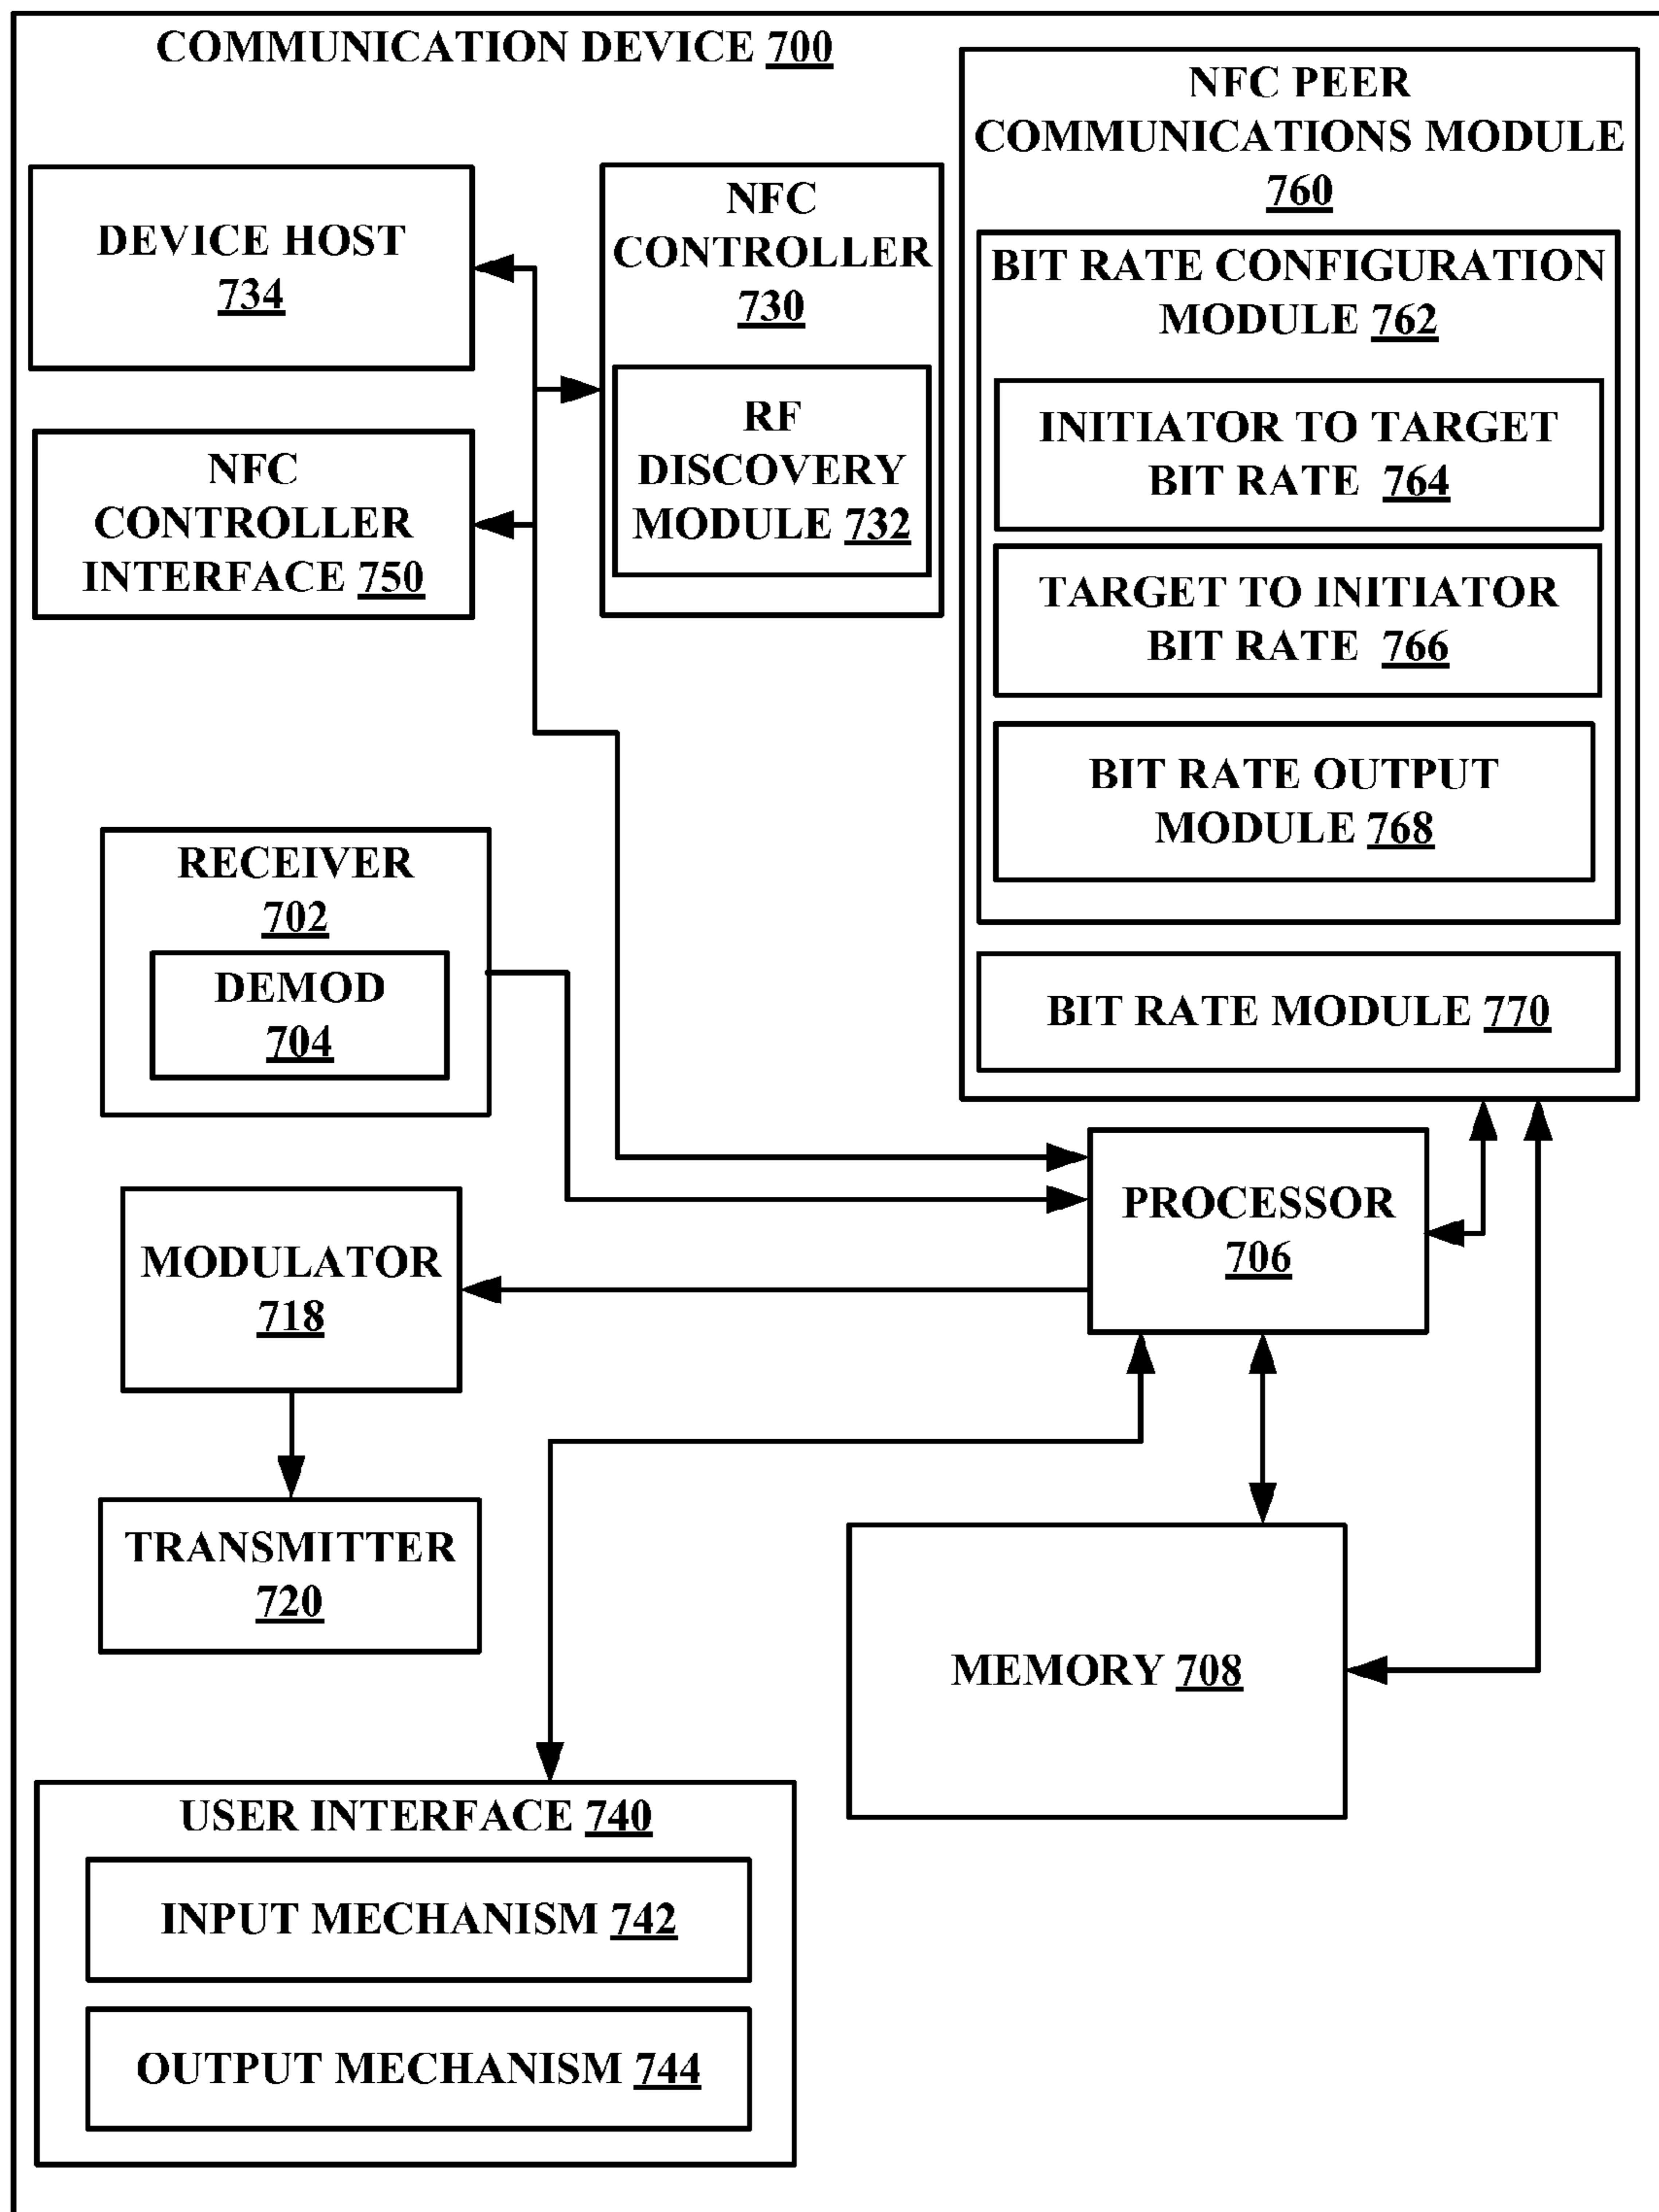 COMMUNICATION DEVICE 700
DEVICE HOST
734
NFC
CONTROLLER
INTERFACE 750
NFC
CONTROLLER
730
RF
DISCOVERY
MODULE 732
NFC PEER
COMMUNICATIONS MODULE
760
BIT RATE CONFIGURATION
MODULE 762
INITIATOR TO TARGET
BIT RATE 764
TARGET TO INITIATOR
BIT RATE 766
BIT RATE OUTPUT
MODULE 768
BIT RATE MODULE 770
RECEIVER
702
DEMOD
704
PROCESSOR
706
MODULATOR
718
TRANSMITTER
720
MEMORY 708
USER INTERFACE 740
INPUT MECHANISM 742
OUTPUT MECHANISM 744